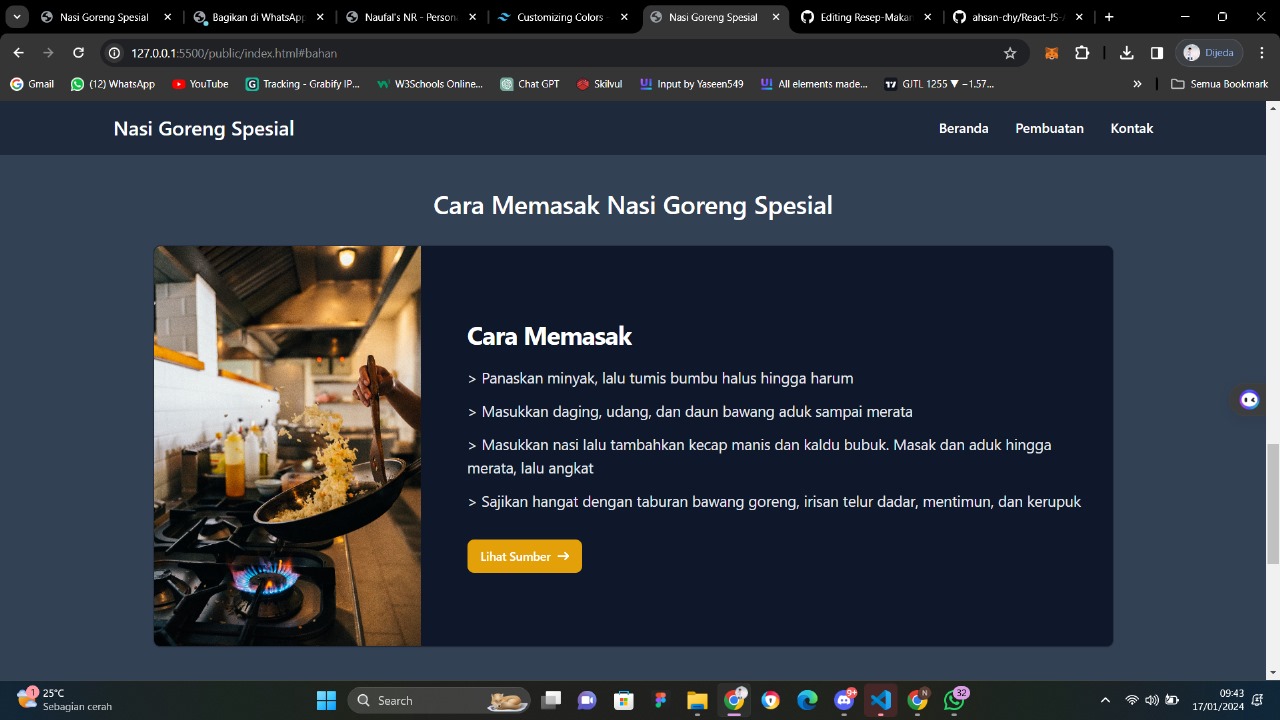 Nasi Goreng Spesial
Bagikan di WhatsApp
Naufal's NR - Person
Customizing Colors -
Nasi Goreng Spesial
Editing Resep-Makan
ahsan-chy/React-JS-
127.0.0.1:5500/public/index.html#bahan
Dijeda
Gmail
(12) WhatsApp
YouTube
Tracking - Grabify IP...
W3Schools Online...
Chat GPT
Skilvul
Input by Yaseen549
All elements made...
GJTL 1255 ▼ −1.57...
»
Semua Bookmark
Nasi Goreng Spesial
Beranda
Pembuatan
Kontak
Cara Memasak Nasi Goreng Spesial
Cara Memasak
> Panaskan minyak, lalu tumis bumbu halus hingga harum
> Masukkan daging, udang, dan daun bawang aduk sampai merata
> Masukkan nasi lalu tambahkan kecap manis dan kaldu bubuk. Masak dan aduk hingga
merata, lalu angkat
> Sajikan hangat dengan taburan bawang goreng, irisan telur dadar, mentimun, dan kerupuk
Lihat Sumber →
1
25°C
Sebagian cerah
Search
9+
N
32
09:43
17/01/2024